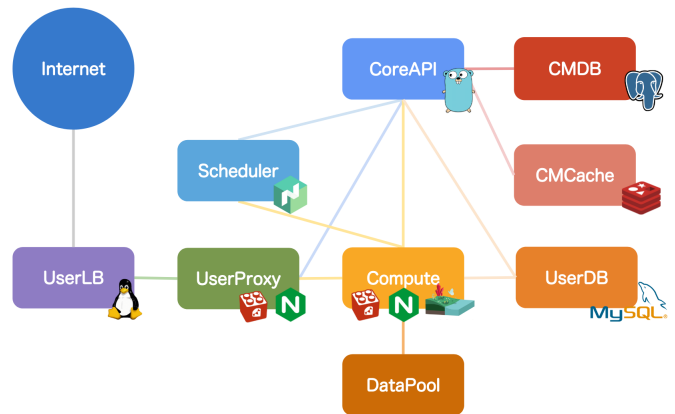 Internet
CoreAPI
CMDB
Scheduler
CMCache
UserLB
UserProxy
Compute
UserDB
N
N
MySQL
DataPool